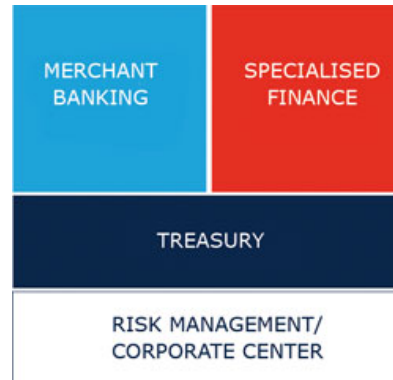 MERCHANT
BANKING
SPECIALISED
FINANCE
TREASURY
RISK MANAGEMENT/
CORPORATE CENTER